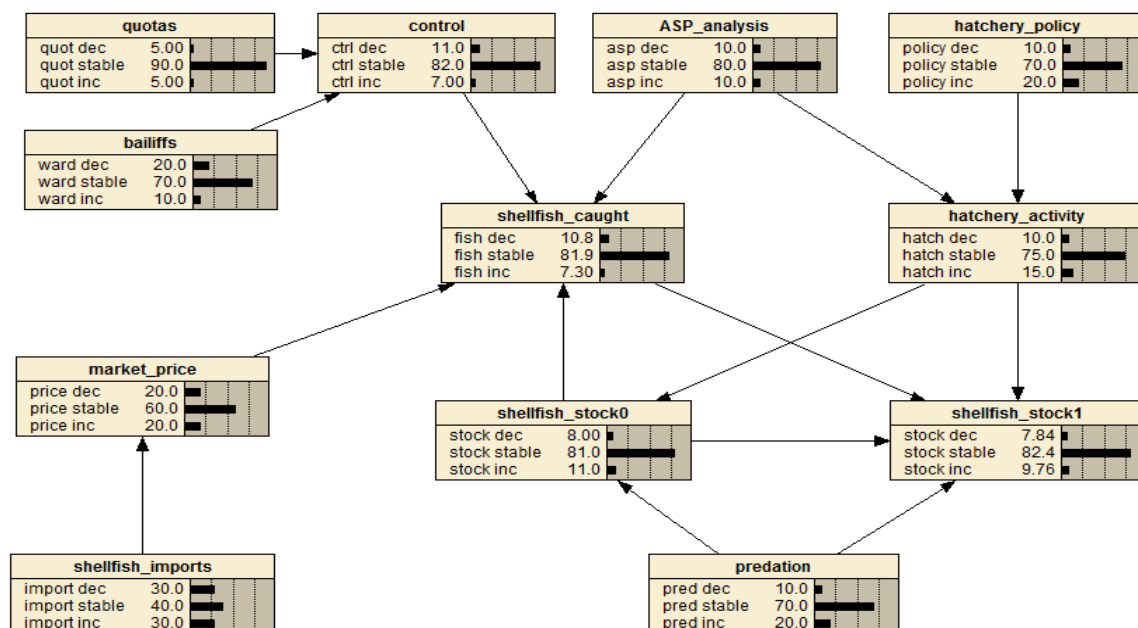 quotas
quot dec 5.00
quot stable 90.0
quot inc 5.00
control
ctrl dec 11.0
ctrl stable 82.0
ctrl inc 7.00
ASP_analysis
asp dec 10.0
asp stable 80.0
asp inc 10.0
hatchery_policy
policy dec 10.0
policy stable 70.0
policy inc 20.0
bailiffs
ward dec 20.0
ward stable 70.0
ward inc 10.0
shellfish_caught
fish dec 10.8
fish stable 81.9
fish inc 7.30
hatchery_activity
hatch dec 10.0
hatch stable 75.0
hatch inc 15.0
market_price
price dec 20.0
price stable 60.0
price inc 20.0
shellfish_stock0
stock dec 8.00
stock stable 81.0
stock inc 11.0
shellfish_stock1
stock dec 7.84
stock stable 82.4
stock inc 9.76
shellfish_imports
import dec 30.0
import stable 40.0
import inc 30.0
predation
pred dec 10.0
pred stable 70.0
pred inc 20.0